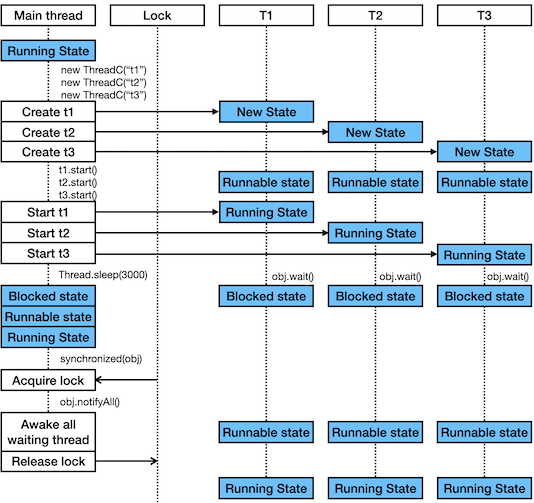 Main thread
Lock
T1
T2
T3
Running State
new ThreadC(“t1”)
new ThreadC(“t2”)
new ThreadC(“t3”)
Create t1
New State
Create t2
New State
Create t3
New State
t1.start()
t2.start()
t3.start()
Runnable state
Runnable state
Runnable state
Start t1
Running State
Start t2
Running State
Start t3
Running State
Thread.sleep(3000)
obj.wait()
obj.wait()
obj.wait()
Blocked state
Blocked state
Blocked state
Blocked state
Runnable state
Running State
synchronized(obj)
Acquire lock
obj.notifyAll()
Awake all
waiting thread
Runnable state
Runnable state
Runnable state
Release lock
Running State
Running State
Running State